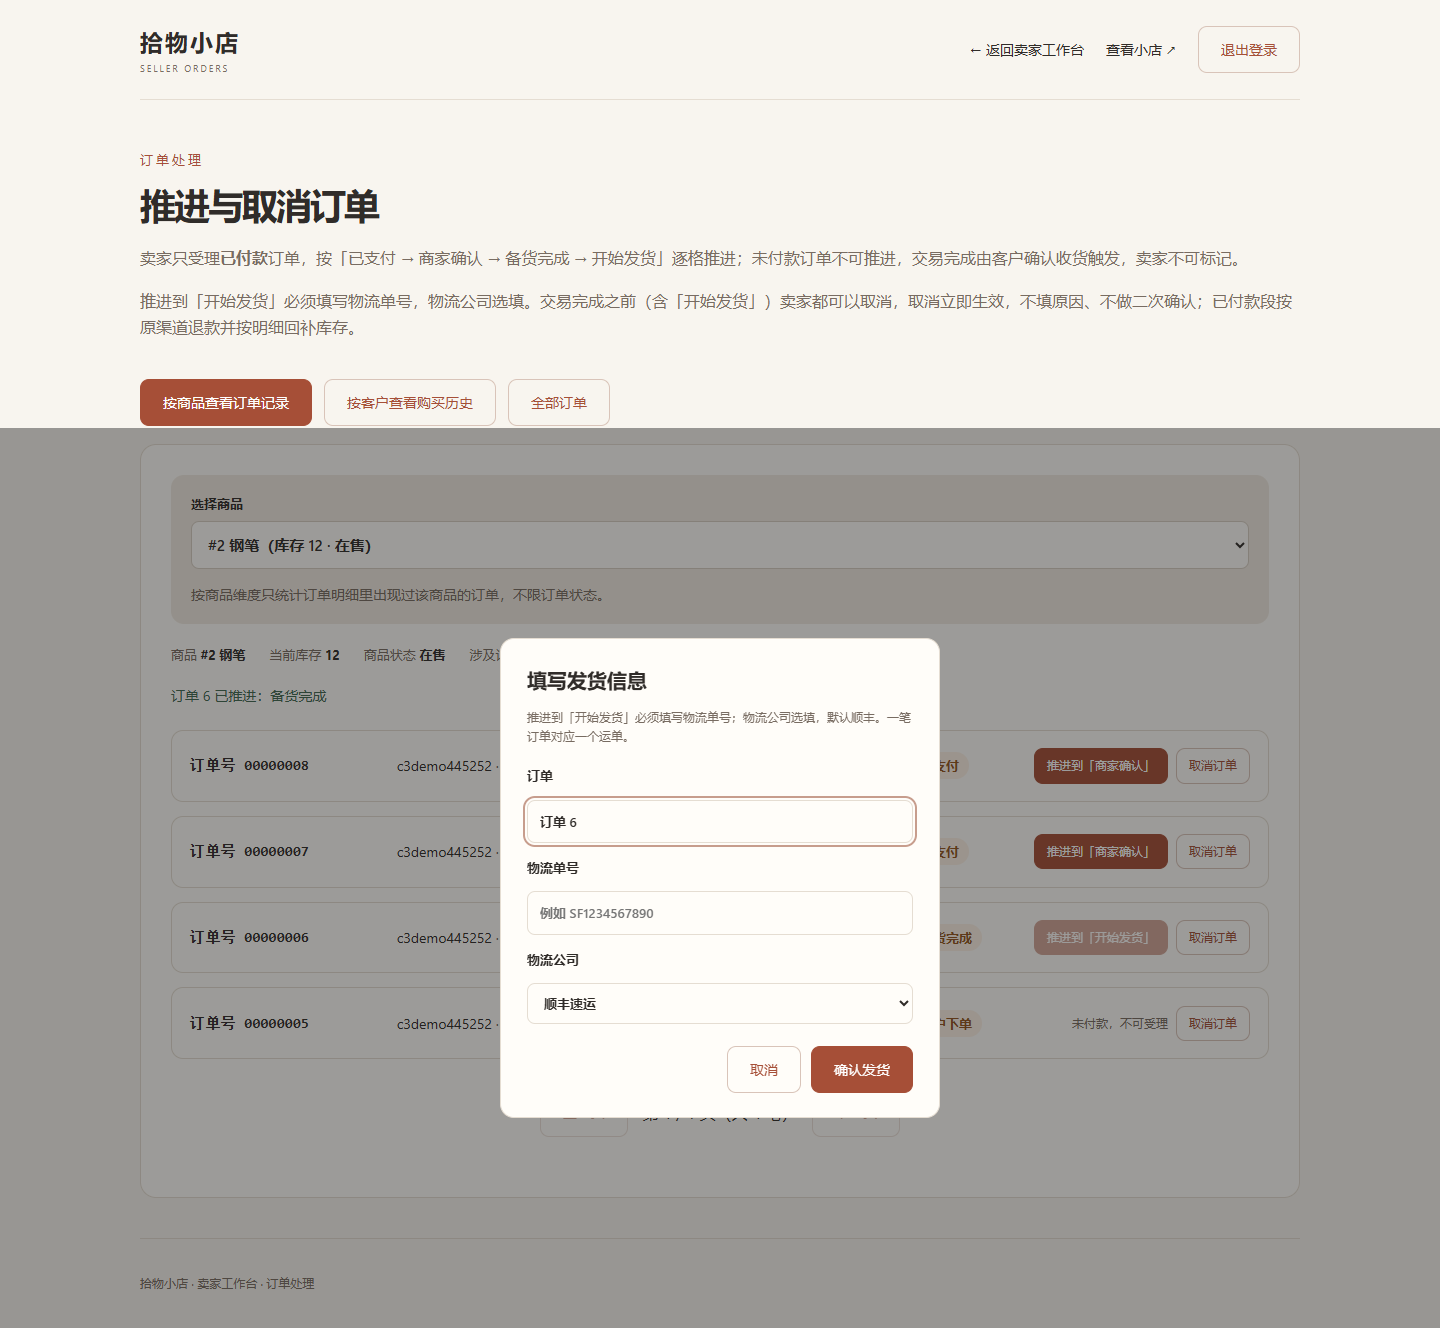 拾物小店
SELLER ORDERS
← 返回卖家工作台
查看小店 ↗
退出登录
订单处理
推进与取消订单
卖家只受理已付款订单，按「已支付 → 商家确认 → 备货完成 → 开始发货」逐格推进；未付款订单不可推进，交易完成由客户确认收货触发，卖家不可标记。
推进到「开始发货」必须填写物流单号，物流公司选填。交易完成之前（含「开始发货」）卖家都可以取消，取消立即生效，不填原因、不做二次确认；已付款段按
原渠道退款并按明细回补库存。
按商品查看订单记录
按客户查看购买历史
全部订单
选择商品
#2 钢笔（库存 12 · 在售）
按商品维度只统计订单明细里出现过该商品的订单，不限订单状态。
商品 #2 钢笔
当前库存 12
商品状态 在售
涉及
订单 6 已推进：备货完成
订单号 00000008
c3demo445252 ·
支付
推进到「商家确认」
取消订单
订单号 00000007
c3demo445252 ·
支付
推进到「商家确认」
取消订单
订单号 00000006
c3demo445252 ·
货完成
推进到「开始发货」
取消订单
订单号 00000005
c3demo445252 ·
户下单
未付款，不可受理
取消订单
填写发货信息
推进到「开始发货」必须填写物流单号；物流公司选填，默认顺丰。一笔
订单对应一个运单。
订单
订单 6
物流单号
例如 SF1234567890
物流公司
顺丰速运
取消
确认发货
拾物小店 · 卖家工作台 · 订单处理